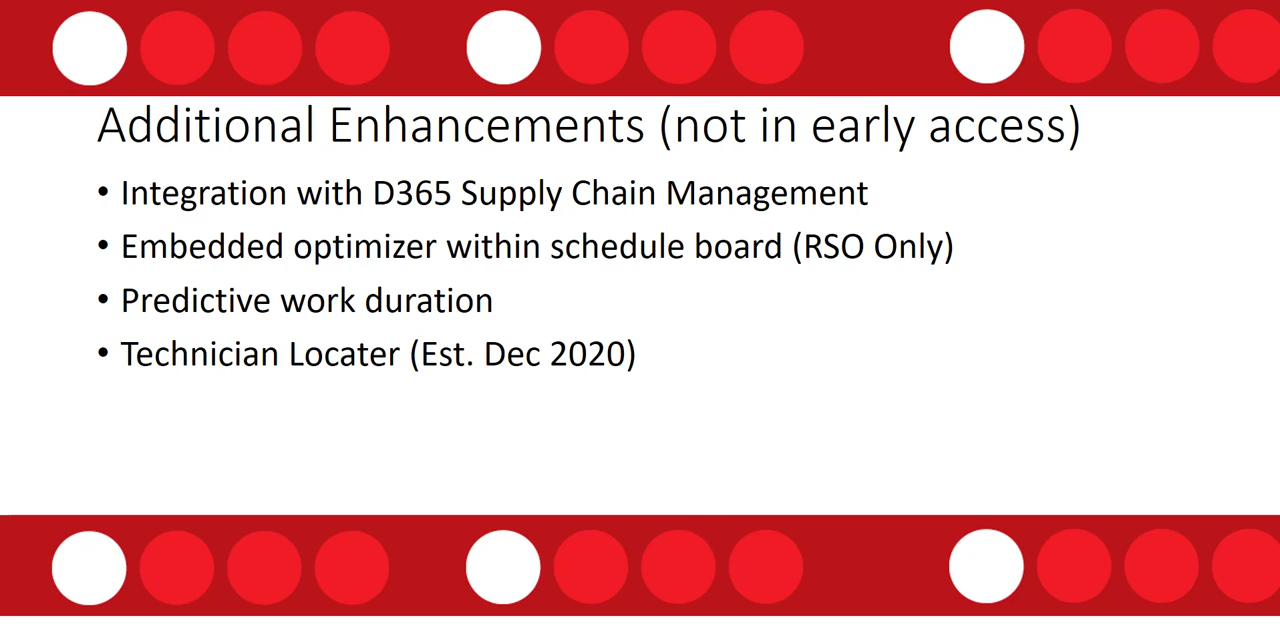 Additional Enhancements (not in early access)
• Integration with D365 Supply Chain Management
• Embedded optimizer within schedule board (RSO Only)
• Predictive work duration
• Technician Locater (Est. Dec 2020)